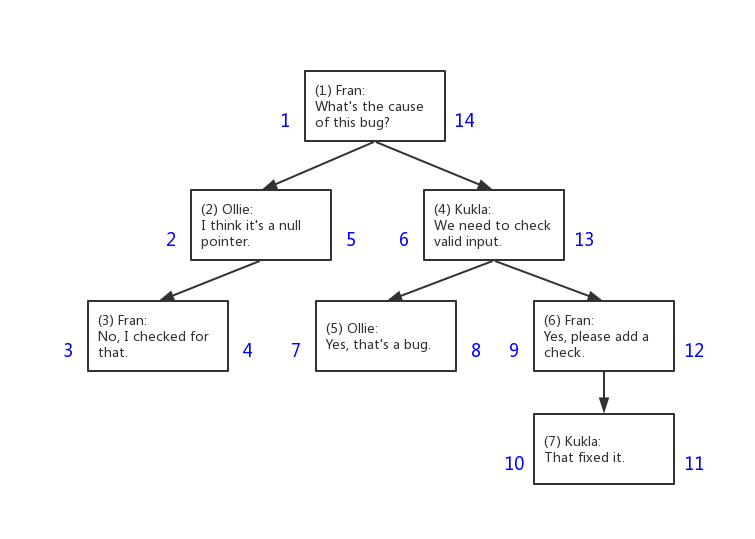 (1) Fran:
What's the cause
of this bug?
1
14
(2) Ollie:
I think it's a null
pointer.
2
5
(4) Kukla:
We need to check
valid input.
6
13
(3) Fran:
No, I checked for
that.
3
4
(5) Ollie:
Yes, that's a bug.
7
8
(6) Fran:
Yes, please add a
check.
9
12
(7) Kukla:
That fixed it.
10
11